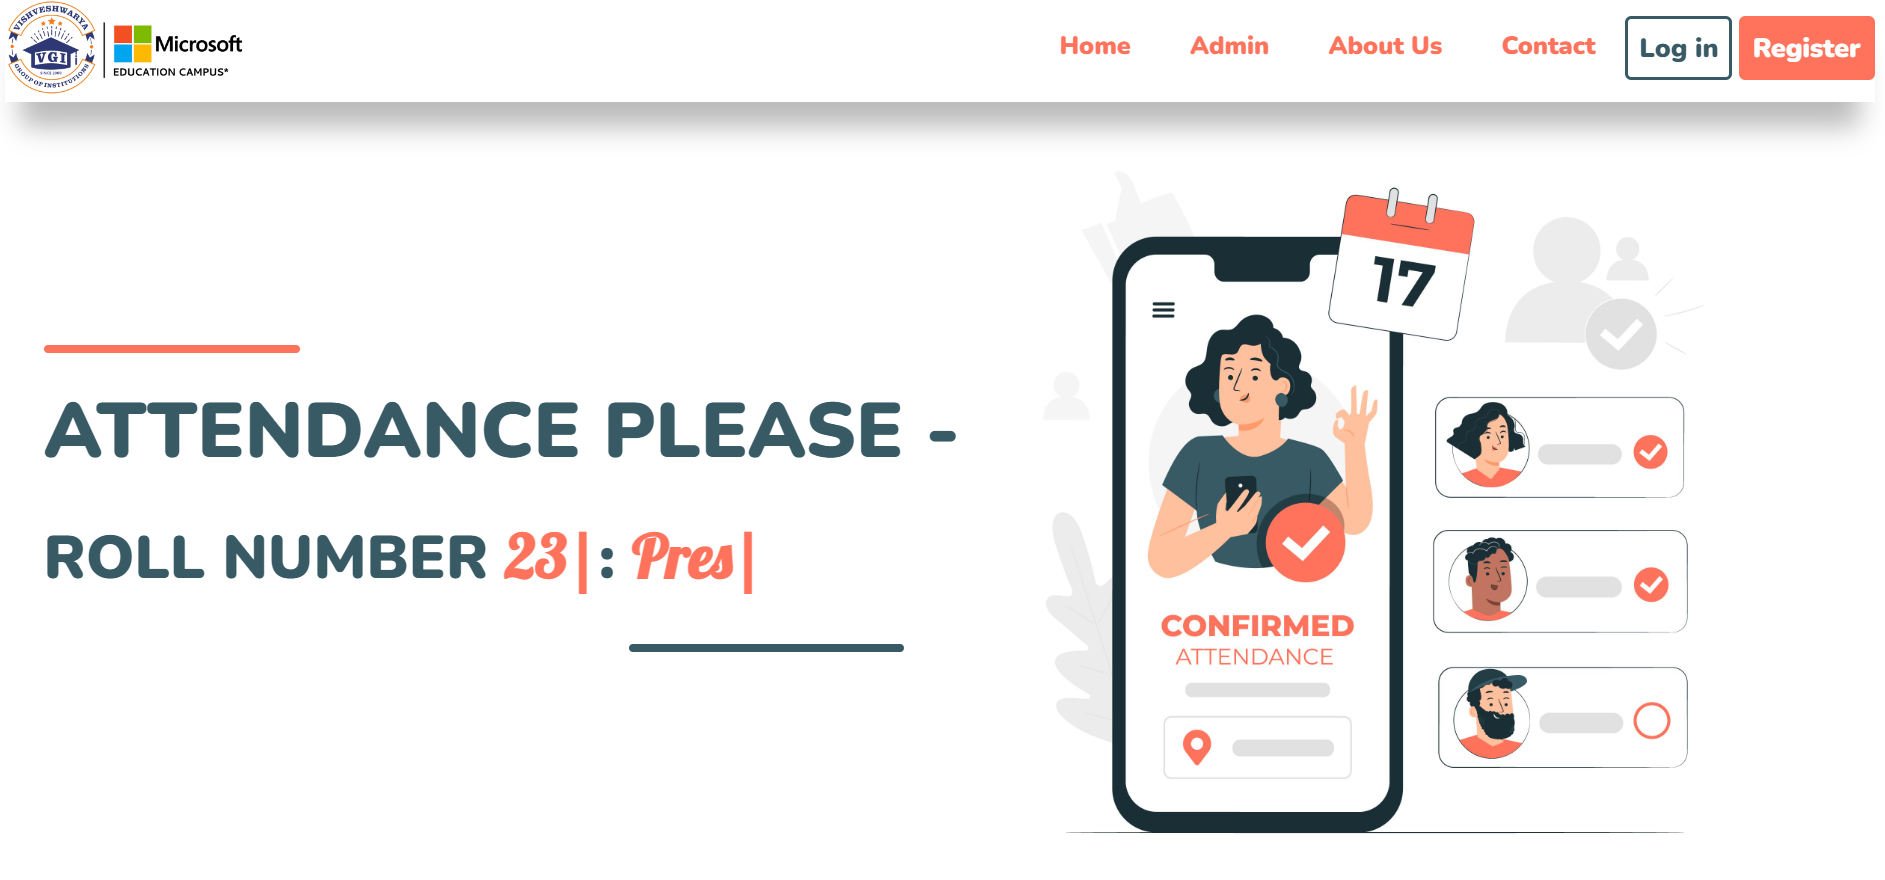 VISHVESHWARYA
VGI
SINCE 2000
GROUP OF INSTITUTIONS
Microsoft
EDUCATION CAMPUS*
Home
Admin
About Us
Contact
Log in
Register
17
ATTENDANCE PLEASE -
ROLL NUMBER 23| : Pres|
CONFIRMED
ATTENDANCE